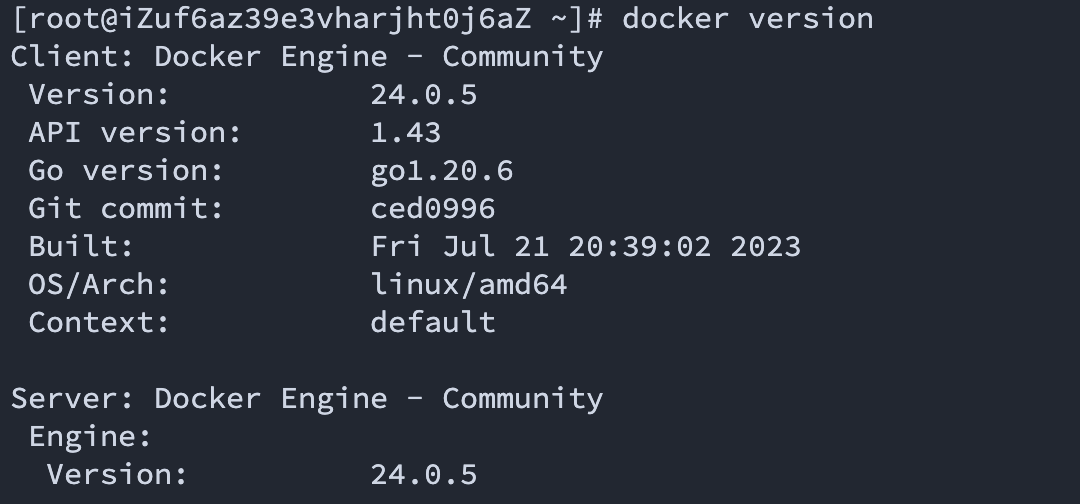 [root@iZuf6az39e3vharjht0j6aZ ~]# docker version
Client: Docker Engine - Community
 Version:           24.0.5
 API version:       1.43
 Go version:        go1.20.6
 Git commit:        ced0996
 Built:             Fri Jul 21 20:39:02 2023
 OS/Arch:           linux/amd64
 Context:           default

Server: Docker Engine - Community
 Engine:
  Version:          24.0.5